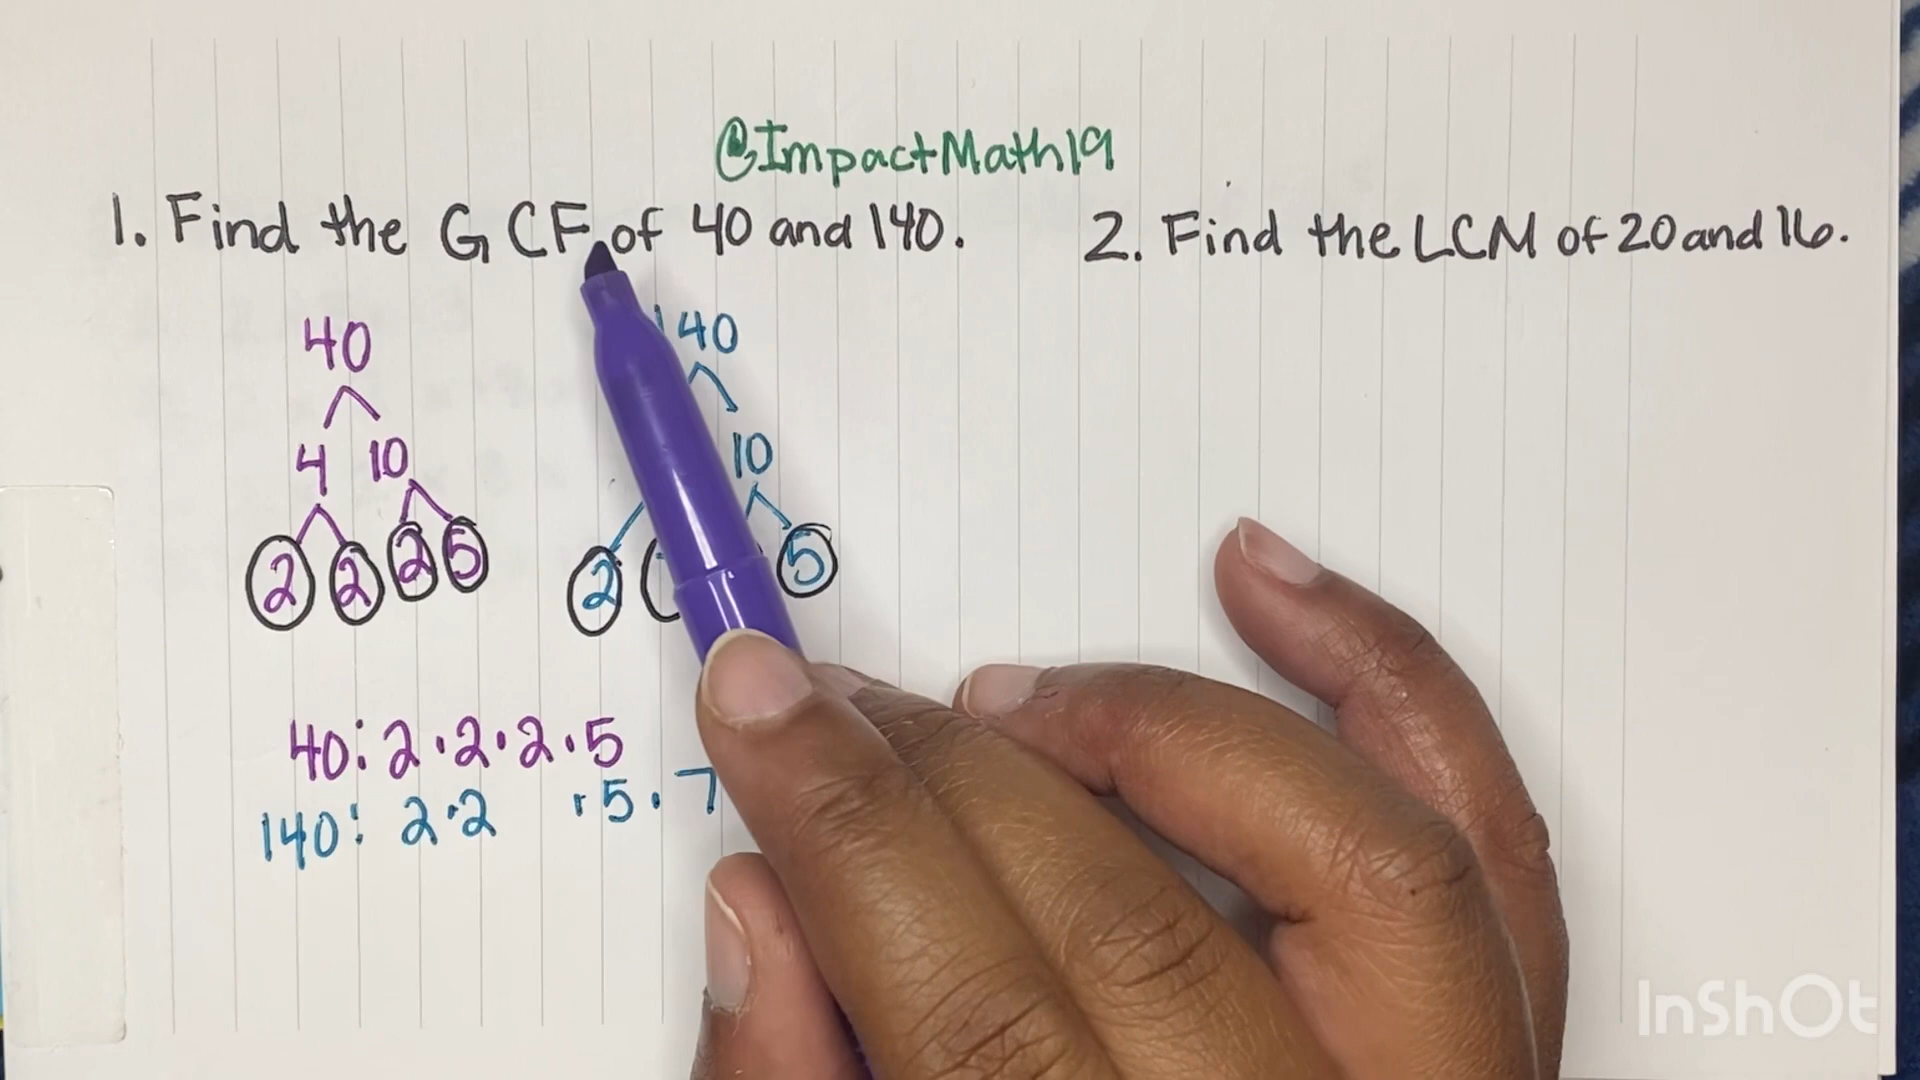 @ImpactMath19
1. Find the GCF of 40 and 140.
2. Find the LCM of 20 and 16.
40
140
4 10
10
2 2 2 5
2 5
40: 2·2·2·5
140: 2·2 ·5·7
InShOt